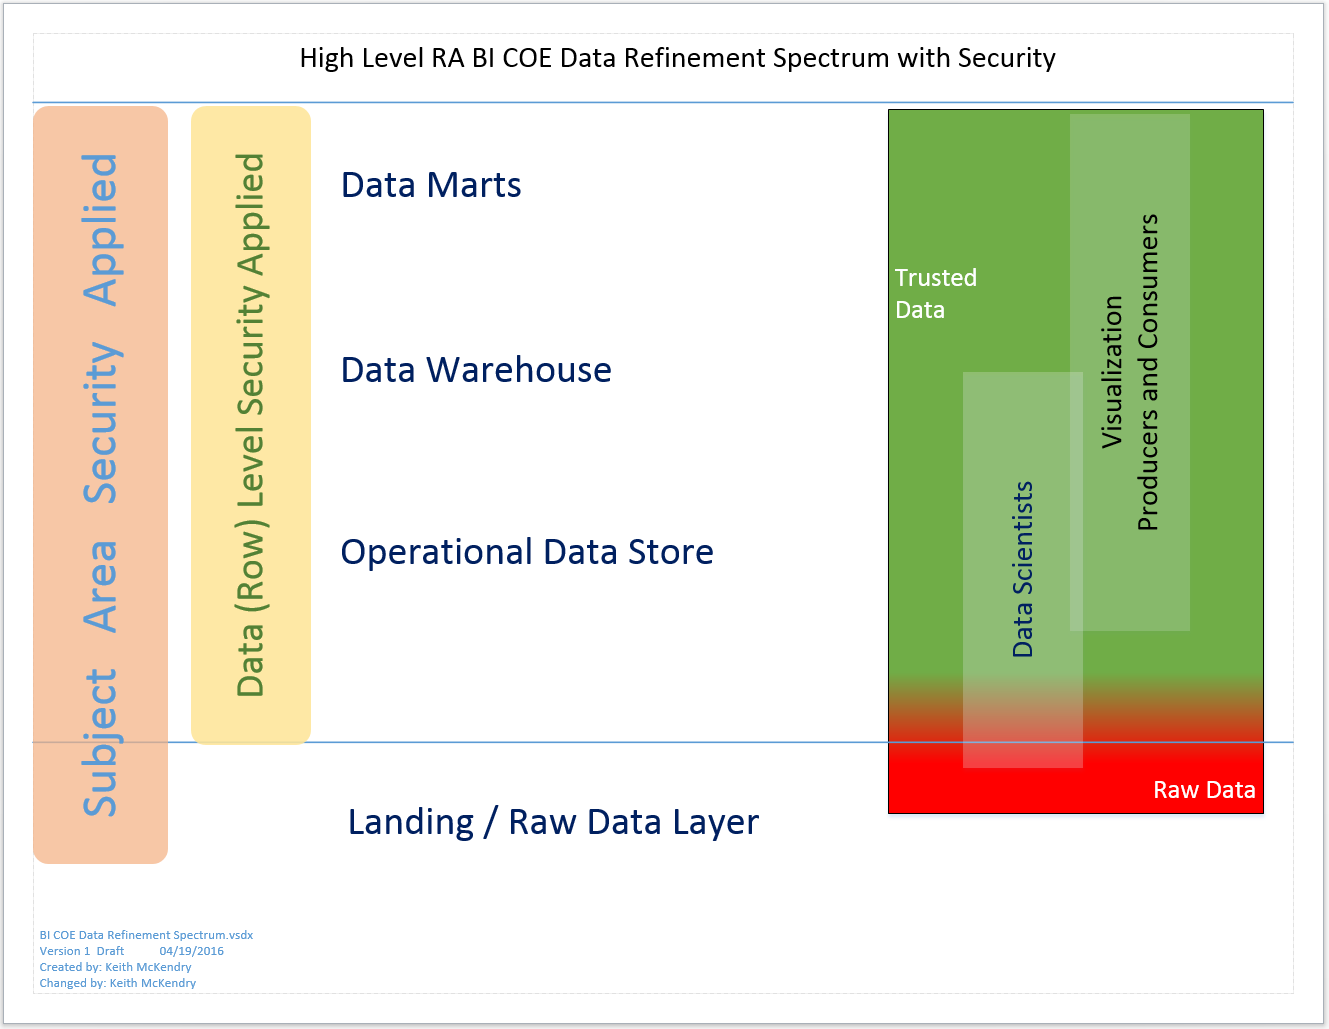 High Level RA BI COE Data Refinement Spectrum with Security
Subject Area Security Applied
Data (Row) Level Security Applied
Data Marts
Data Warehouse
Operational Data Store
Landing / Raw Data Layer
Trusted
Data
Data Scientists
Visualization
Producers and Consumers
Raw Data
BI COE Data Refinement Spectrum.vsdx
Version 1 Draft 04/19/2016
Created by: Keith McKendry
Changed by: Keith McKendry